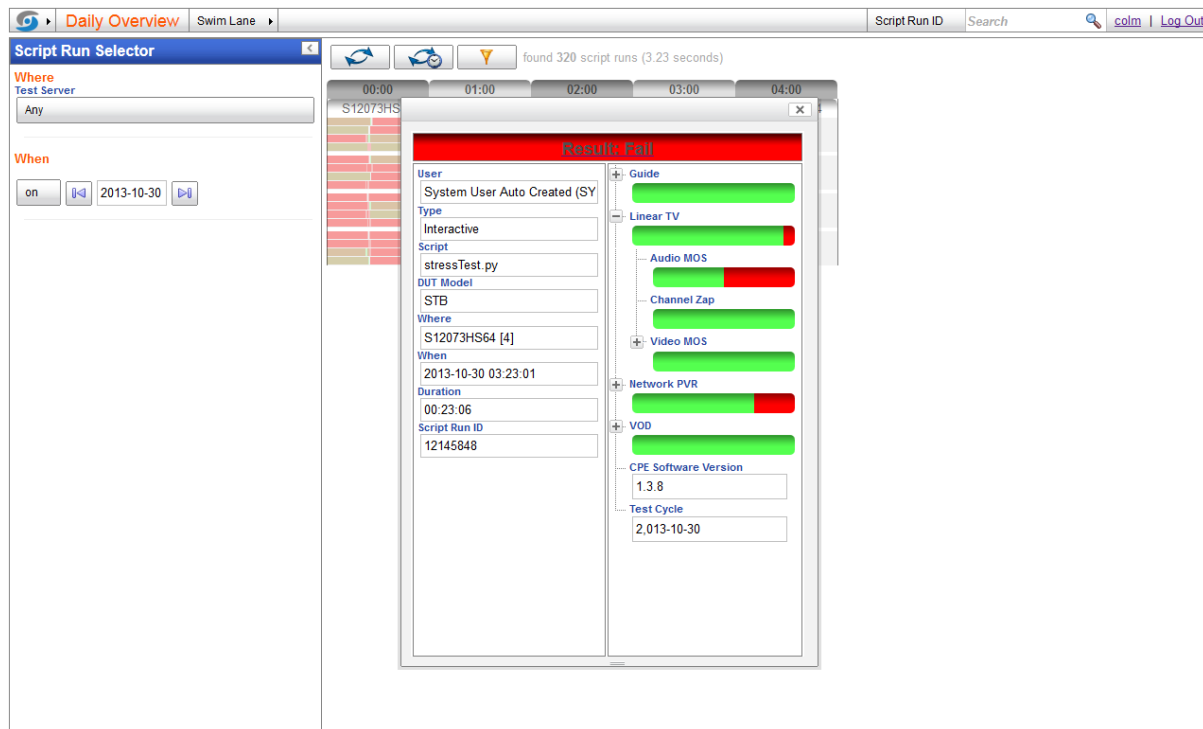 Daily Overview Swim Lane Script Run ID Search colm | Log Out
Script Run Selector
found 320 script runs (3.23 seconds)
Where
Test Server
Any
When
on 2013-10-30
00:00 01:00 02:00 03:00 04:00
S12073HS
Result: Fail
User
System User Auto Created (SY
Type
Interactive
Script
stressTest.py
DUT Model
STB
Where
S12073HS64 [4]
When
2013-10-30 03:23:01
Duration
00:23:06
Script Run ID
12145848
Guide
Linear TV
Audio MOS
Channel Zap
Video MOS
Network PVR
VOD
CPE Software Version
1.3.8
Test Cycle
2,013-10-30